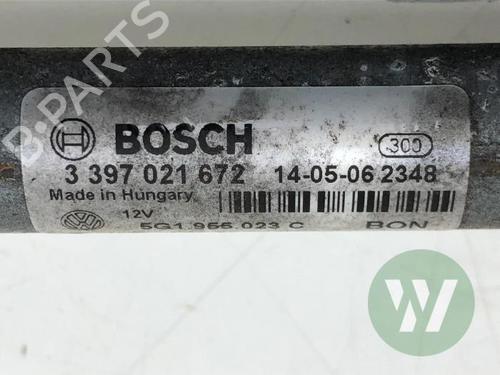 B-PARTS
BOSCH 300
3 397 021 672 14-05-06 2348
Made in Hungary
12V
5G1.955.023 C BON